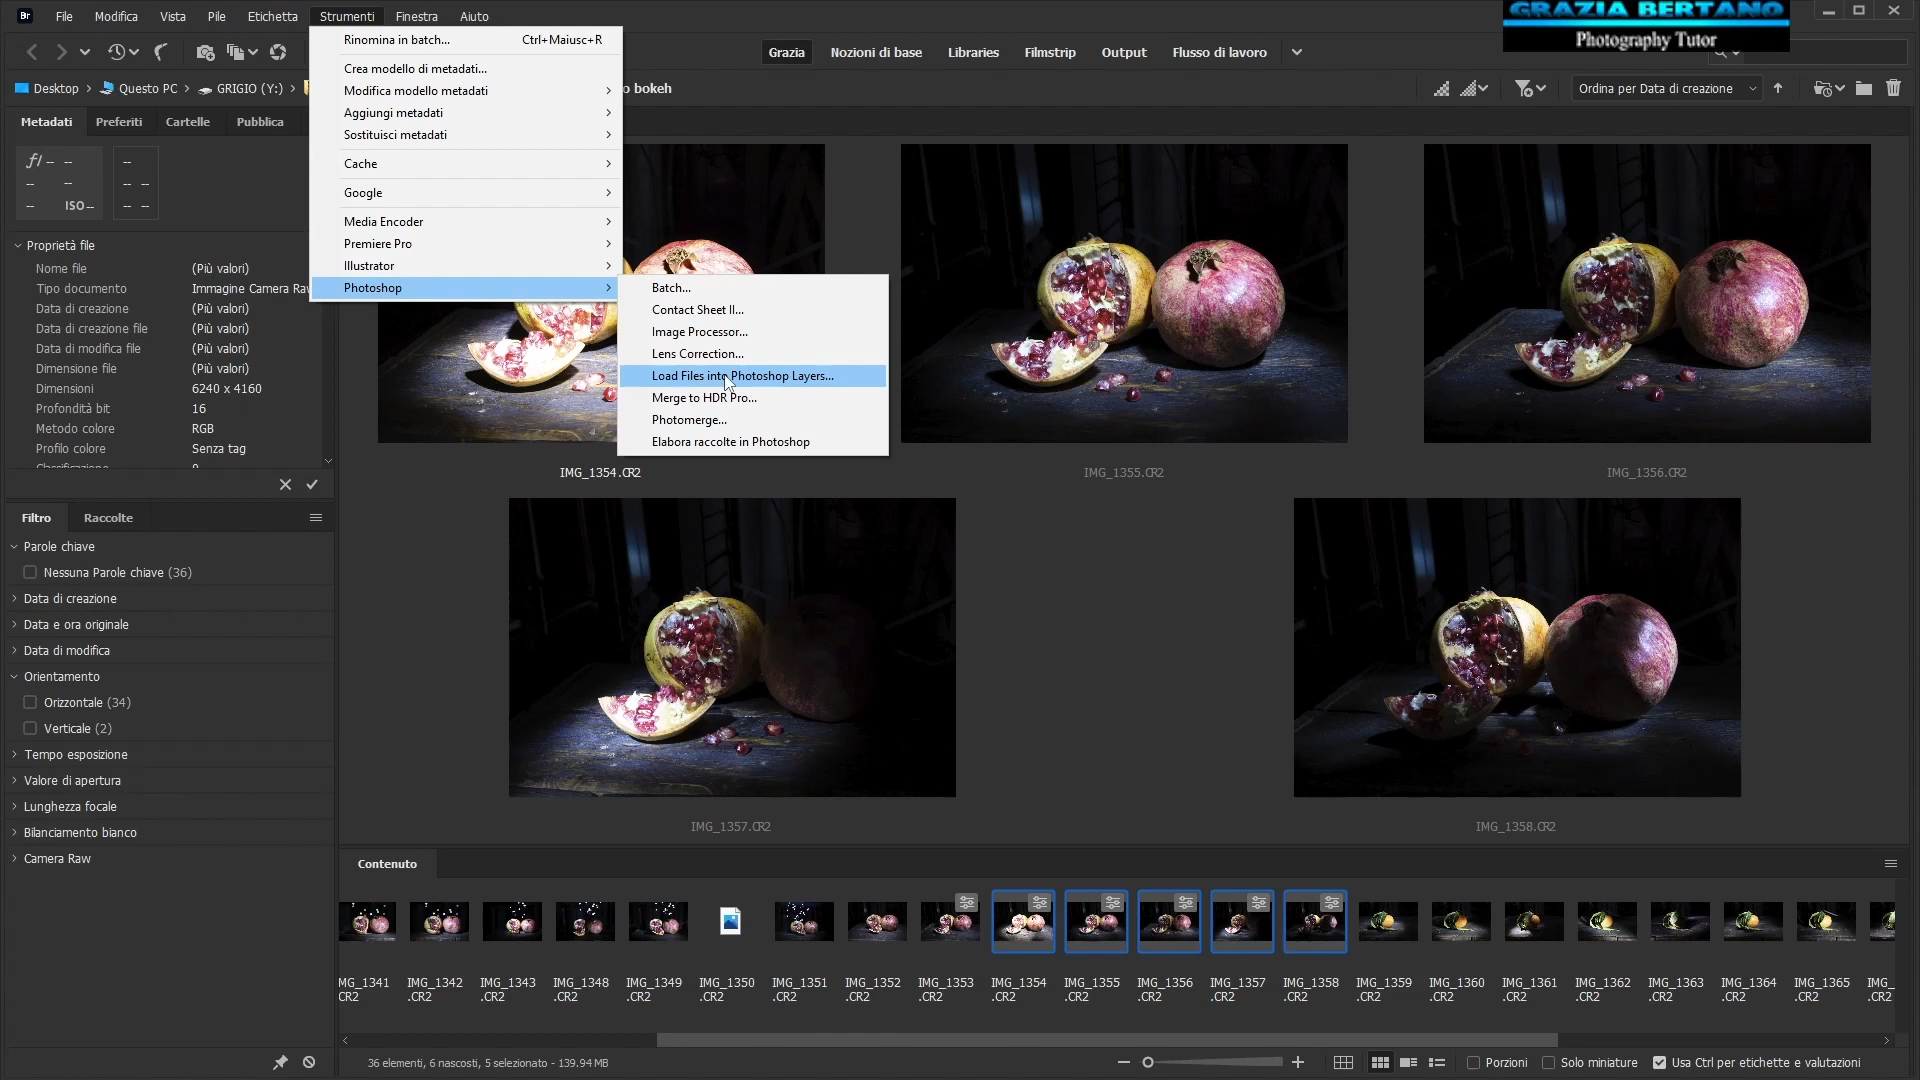 Br File Modifica Vista Pile Etichetta Strumenti Finestra Aiuto
GRAZIA BERTANO
Photography Tutor
Grazia Nozioni di base Libraries Filmstrip Output Flusso di lavoro
Desktop Questo PC GRIGIO (Y:) o bokeh
Ordina per Data di creazione
Rinomina in batch... Ctrl+Maiusc+R
Crea modello di metadati...
Modifica modello metadati
Aggiungi metadati
Sostituisci metadati
Cache
Google
Media Encoder
Premiere Pro
Illustrator
Photoshop
Batch...
Contact Sheet II...
Image Processor...
Lens Correction...
Load Files into Photoshop Layers...
Merge to HDR Pro...
Photomerge...
Elabora raccolte in Photoshop
Metadati Preferiti Cartelle Pubblica
f/ -- -- --
-- -- -- --
-- ISO -- -- --
Proprietà file
Nome file (Più valori)
Tipo documento Immagine Camera Raw
Data di creazione (Più valori)
Data di creazione file (Più valori)
Data di modifica file (Più valori)
Dimensione file (Più valori)
Dimensioni 6240 x 4160
Profondità bit 16
Metodo colore RGB
Profilo colore Senza tag
Classificazione 0
Filtro Raccolte
Parole chiave
Nessuna Parole chiave (36)
Data di creazione
Data e ora originale
Data di modifica
Orientamento
Orizzontale (34)
Verticale (2)
Tempo esposizione
Valore di apertura
Lunghezza focale
Bilanciamento bianco
Camera Raw
IMG_1354.CR2 IMG_1355.CR2 IMG_1356.CR2
IMG_1357.CR2 IMG_1358.CR2
Contenuto
MG_1341 IMG_1342 IMG_1343 IMG_1348 IMG_1349 IMG_1350 IMG_1351 IMG_1352 IMG_1353 IMG_1354 IMG_1355 IMG_1356 IMG_1357 IMG_1358 IMG_1359 IMG_1360 IMG_1361 IMG_1362 IMG_1363 IMG_1364 IMG_1365 IMG_
CR2 .CR2 .CR2 .CR2 .CR2 .CR2 .CR2 .CR2 .CR2 .CR2 .CR2 .CR2 .CR2 .CR2 .CR2 .CR2 .CR2 .CR2 .CR2 .CR2 .CR2 .CR2
36 elementi, 6 nascosti, 5 selezionato - 139.94 MB
Porzioni Solo miniature Usa Ctrl per etichette e valutazioni